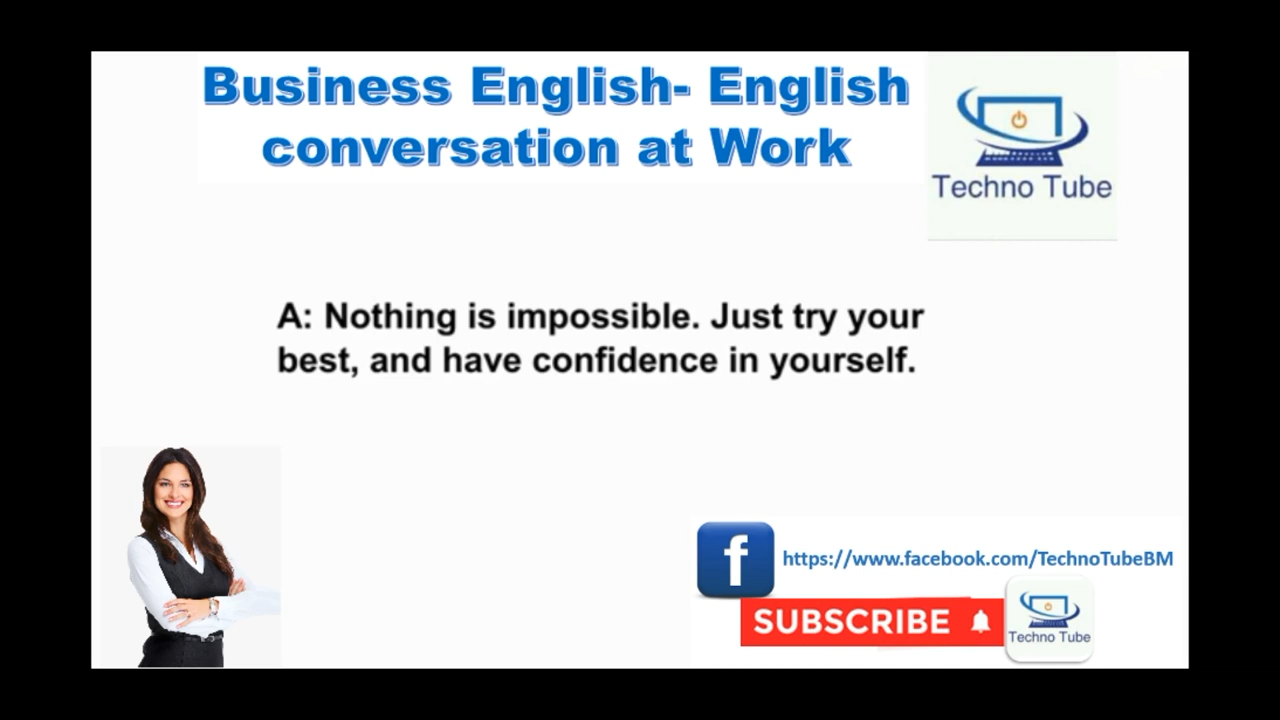 Business English- English
conversation at Work
Techno Tube
A: Nothing is impossible. Just try your
best, and have confidence in yourself.
f
https://www.facebook.com/TechnoTubeBM
SUBSCRIBE
Techno Tube